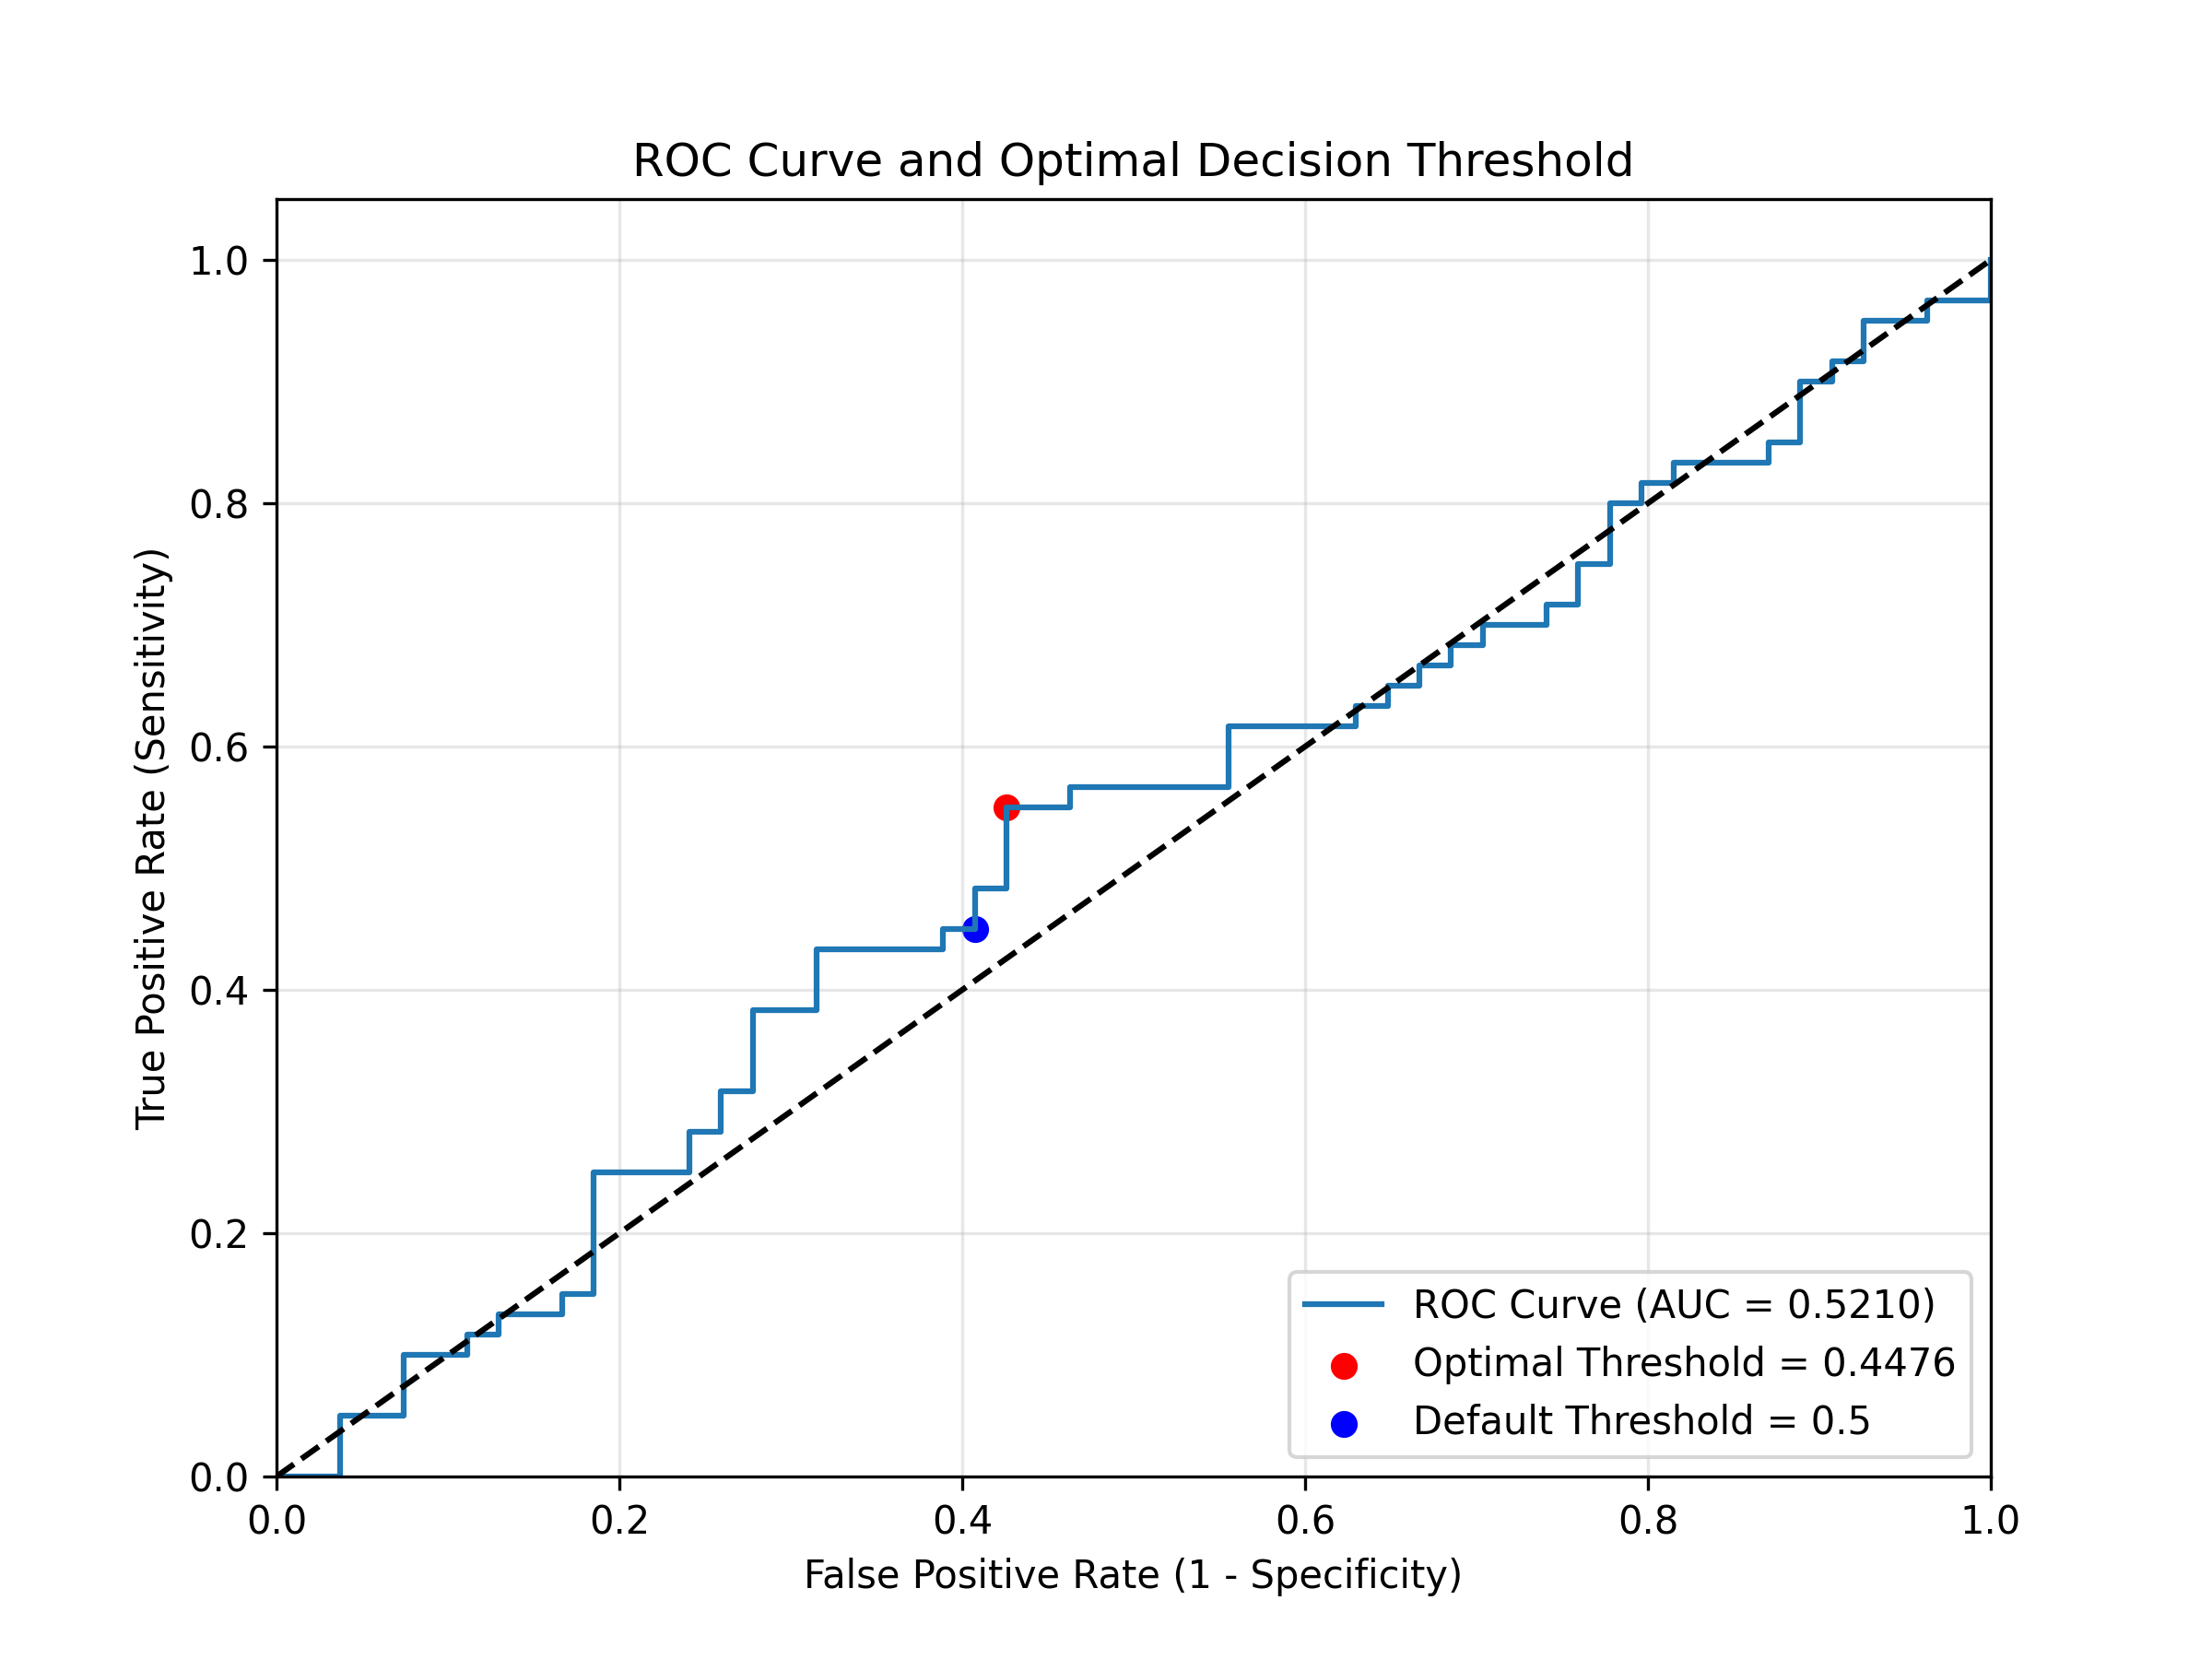 ROC Curve and Optimal Decision Threshold
True Positive Rate (Sensitivity)
1.0
0.8
0.6
0.4
0.2
0.0
0.0 0.2 0.4 0.6 0.8 1.0
False Positive Rate (1 - Specificity)
ROC Curve (AUC = 0.5210)
Optimal Threshold = 0.4476
Default Threshold = 0.5